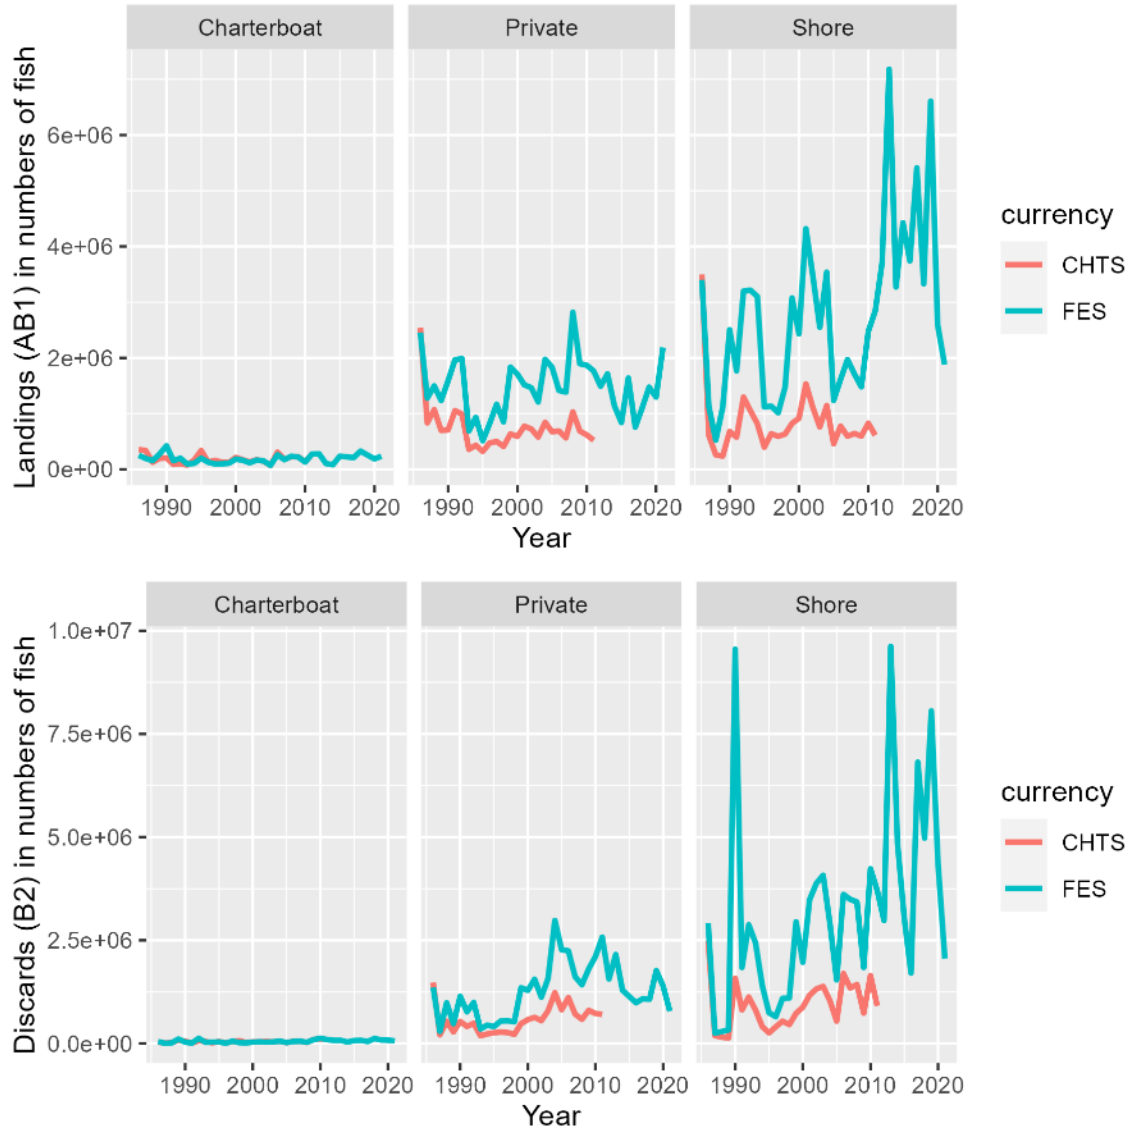 Charterboat Private Shore
Landings (AB1) in numbers of fish
6e+06
4e+06
2e+06
0e+00
1990 2000 2010 2020 1990 2000 2010 2020 1990 2000 2010 2020
Year
currency
CHTS
FES
Charterboat Private Shore
Discards (B2) in numbers of fish
1.0e+07
7.5e+06
5.0e+06
2.5e+06
0.0e+00
1990 2000 2010 2020 1990 2000 2010 2020 1990 2000 2010 2020
Year
currency
CHTS
FES